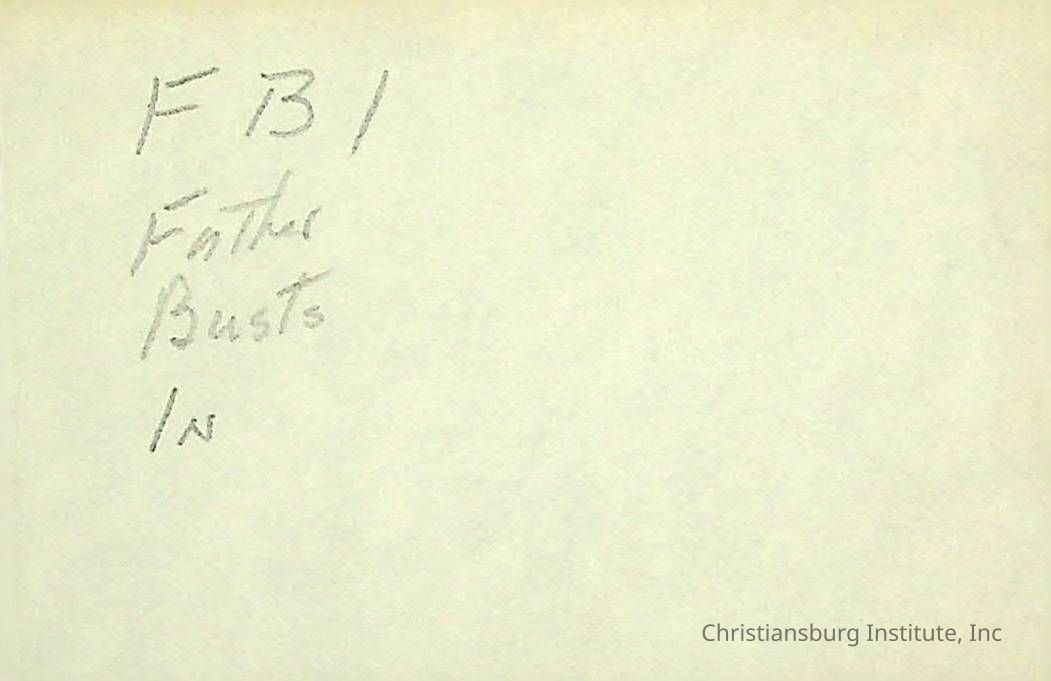 F B I
Father
Busts
In
Christiansburg Institute, Inc